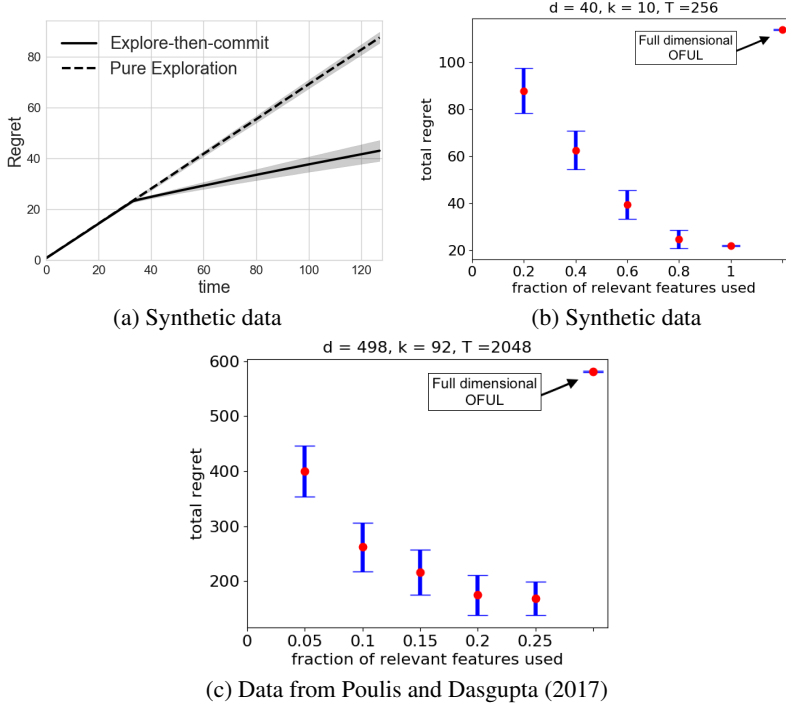 Explore-then-commit
Pure Exploration
Regret
80
60
40
20
0
0 20 40 60 80 100 120
time
(a) Synthetic data
d = 40, k = 10, T =256
Full dimensional
OFUL
total regret
100
80
60
40
20
0 0.2 0.4 0.6 0.8 1
fraction of relevant features used
(b) Synthetic data
d = 498, k = 92, T =2048
Full dimensional
OFUL
total regret
600
500
400
300
200
0 0.05 0.1 0.15 0.2 0.25
fraction of relevant features used
(c) Data from Poulis and Dasgupta (2017)